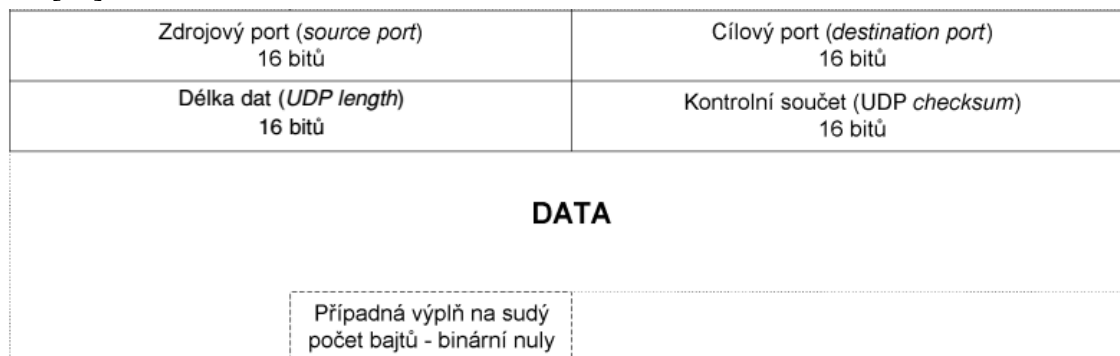 Zdrojový port (source port)
16 bitů
Cílový port (destination port)
16 bitů
Délka dat (UDP length)
16 bitů
Kontrolní součet (UDP checksum)
16 bitů
DATA
Případná výplň na sudý
počet bajtů - binární nuly